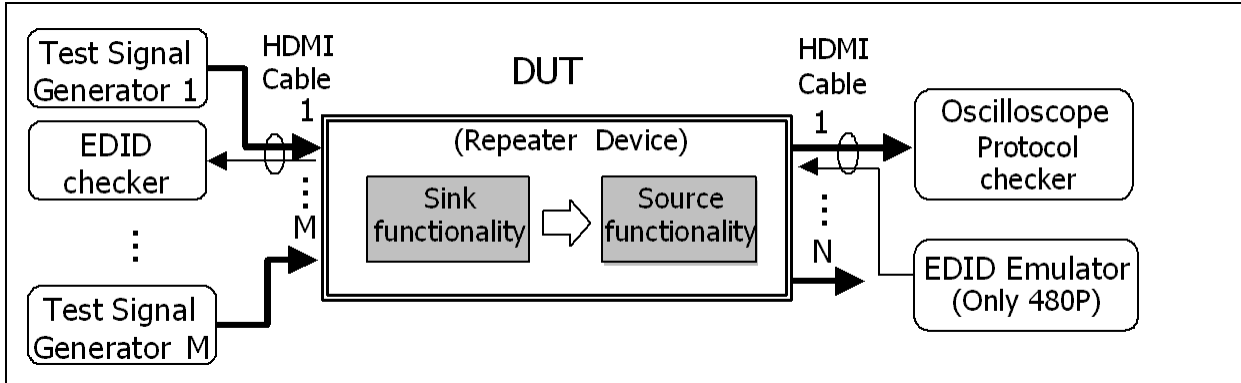 Test Signal
Generator 1
EDID
checker
⋮
Test Signal
Generator M
HDMI
Cable
1
⋮
M
DUT
(Repeater Device)
Sink
functionality
Source
functionality
HDMI
Cable
1
⋮
N
Oscilloscope
Protocol
checker
EDID Emulator
(Only 480P)